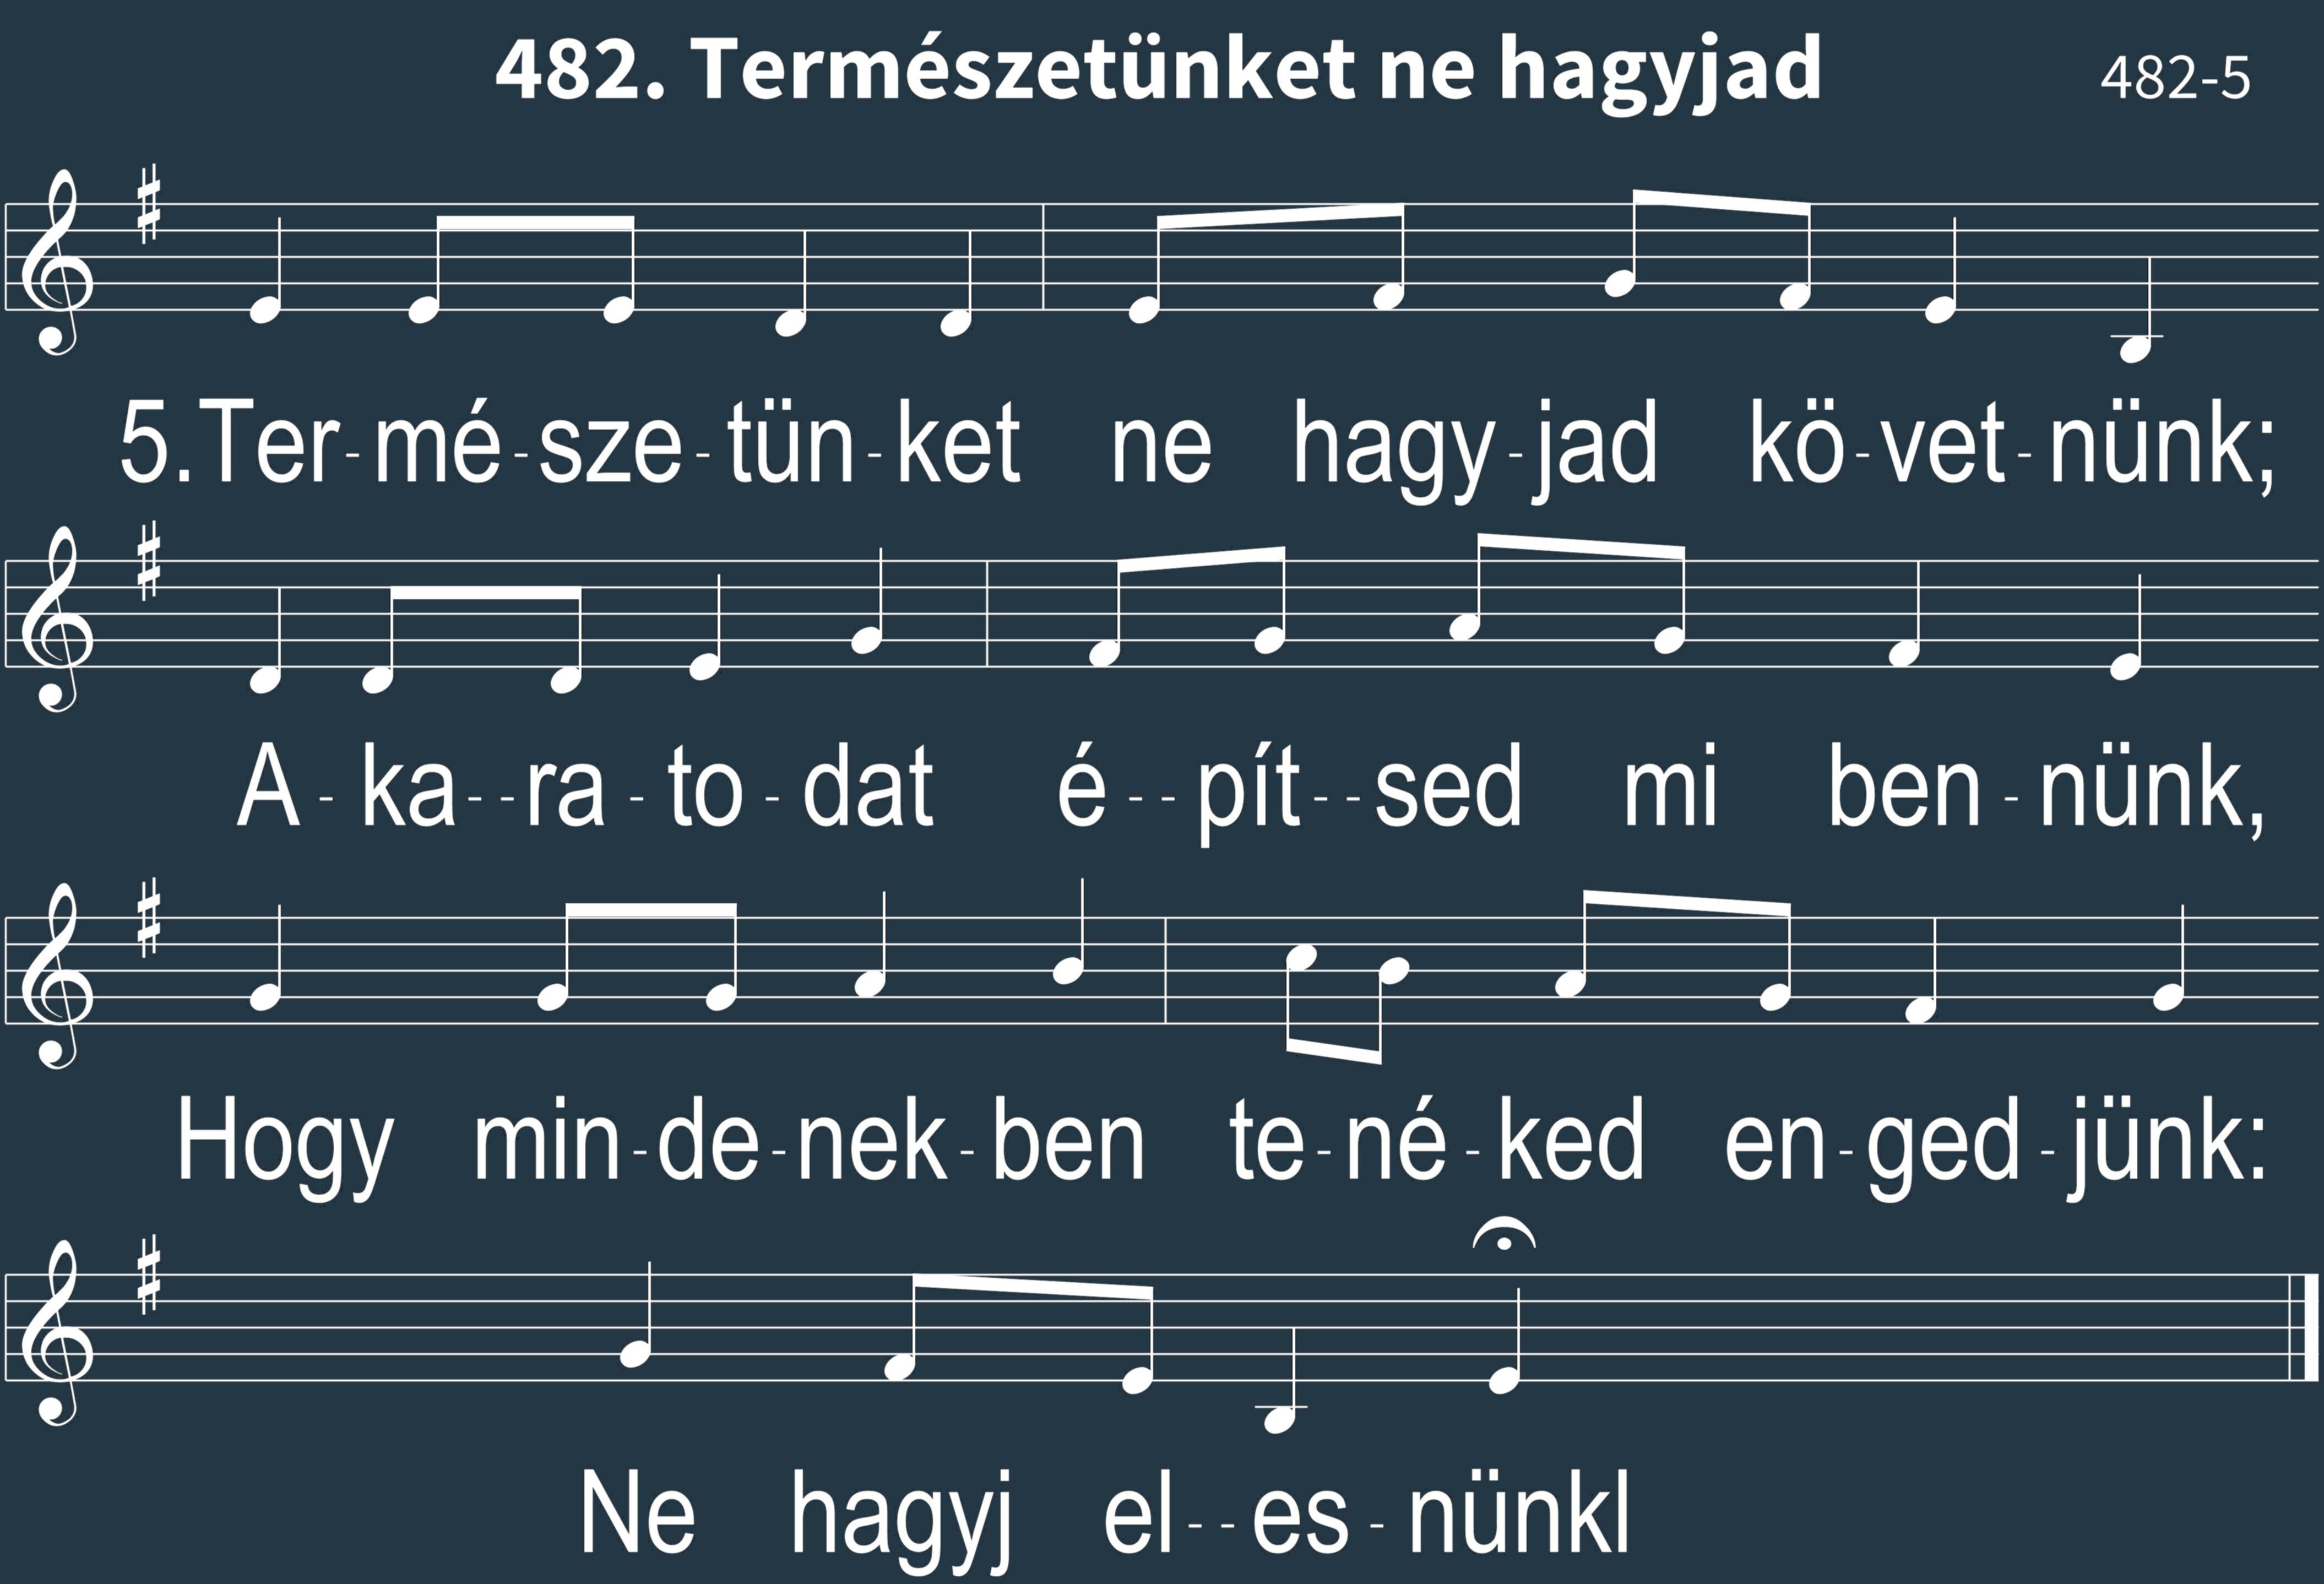 482. Természetünket ne hagyjad
482-5
5.Ter-mé-sze-tün-ket ne hagy-jad kö-vet-nünk;
A-ka--ra-to-dat é--pít--sed mi ben-nünk,
Hogy min-de-nek-ben te-né-ked en-ged-jünk:
Ne hagyj el--es-nünkl